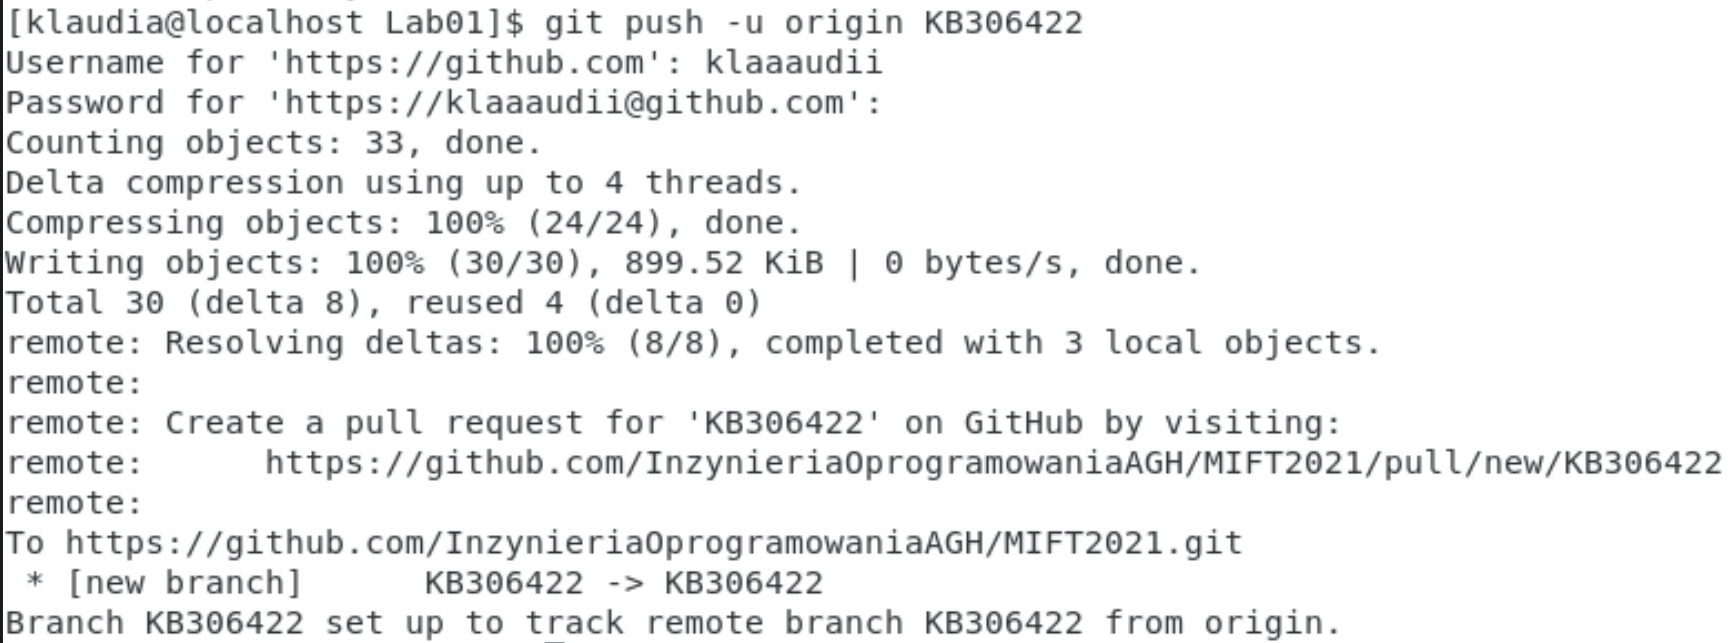 [klaudia@localhost Lab01]$ git push -u origin KB306422
Username for 'https://github.com': klaaaudii
Password for 'https://klaaaudii@github.com':
Counting objects: 33, done.
Delta compression using up to 4 threads.
Compressing objects: 100% (24/24), done.
Writing objects: 100% (30/30), 899.52 KiB | 0 bytes/s, done.
Total 30 (delta 8), reused 4 (delta 0)
remote: Resolving deltas: 100% (8/8), completed with 3 local objects.
remote:
remote: Create a pull request for 'KB306422' on GitHub by visiting:
remote:      https://github.com/InzynieriaOprogramowaniaAGH/MIFT2021/pull/new/KB306422
remote:
To https://github.com/InzynieriaOprogramowaniaAGH/MIFT2021.git
 * [new branch]      KB306422 -> KB306422
Branch KB306422 set up to track remote branch KB306422 from origin.